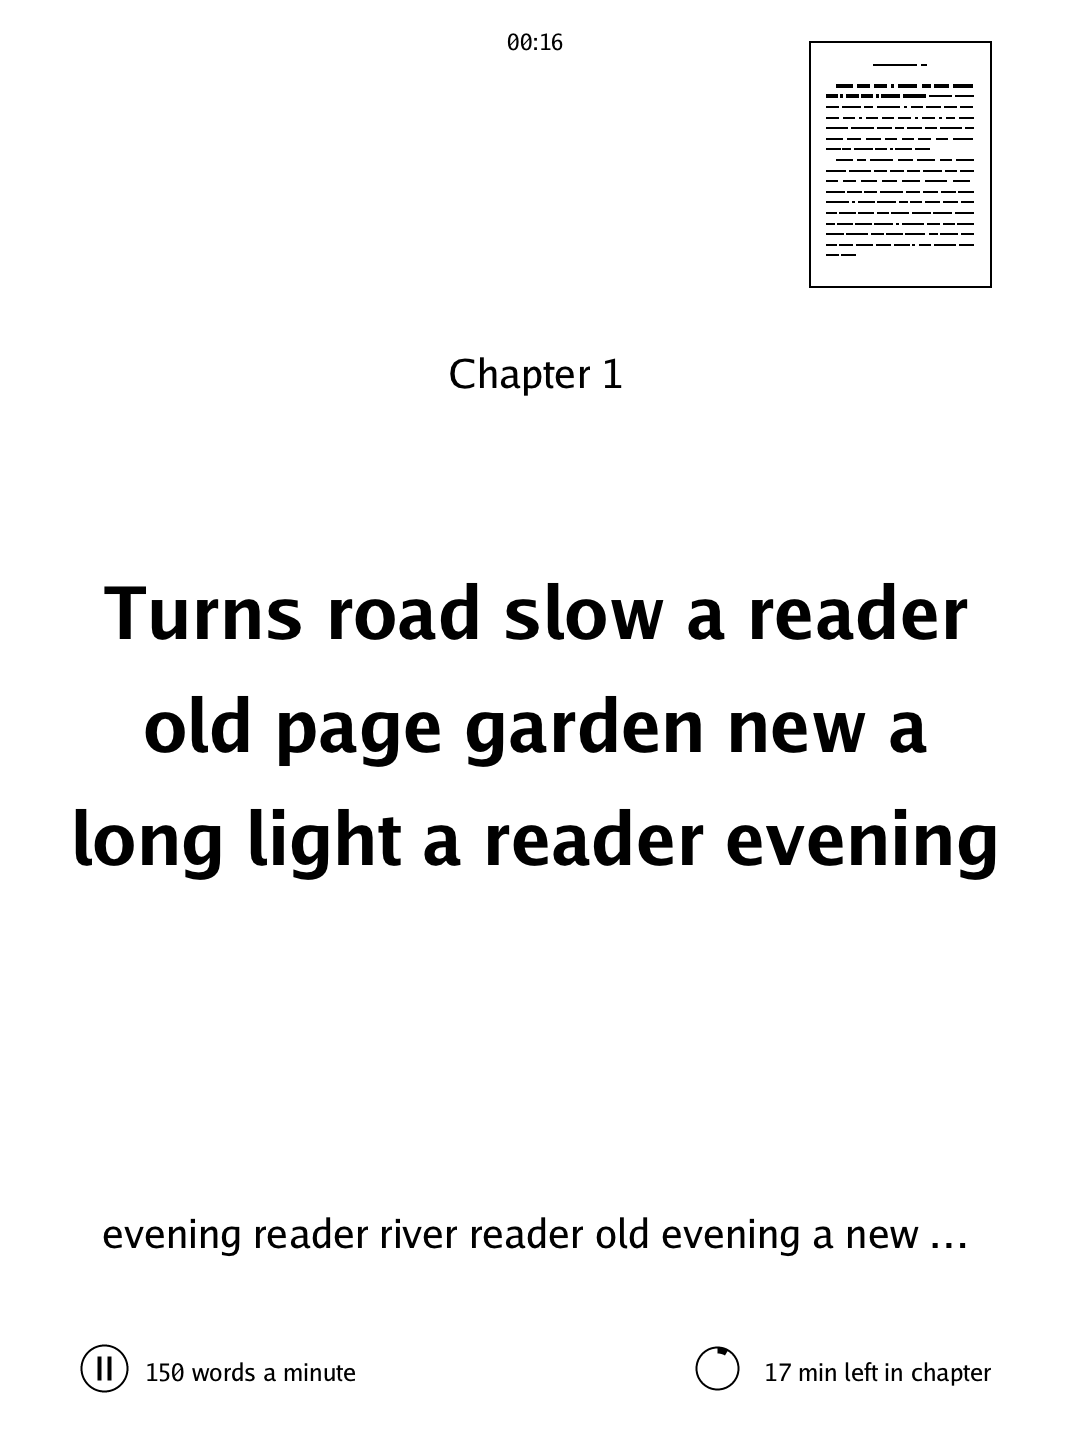 00:16
Chapter 1
Turns road slow a reader
old page garden new a
long light a reader evening
evening reader river reader old evening a new …
150 words a minute
17 min left in chapter